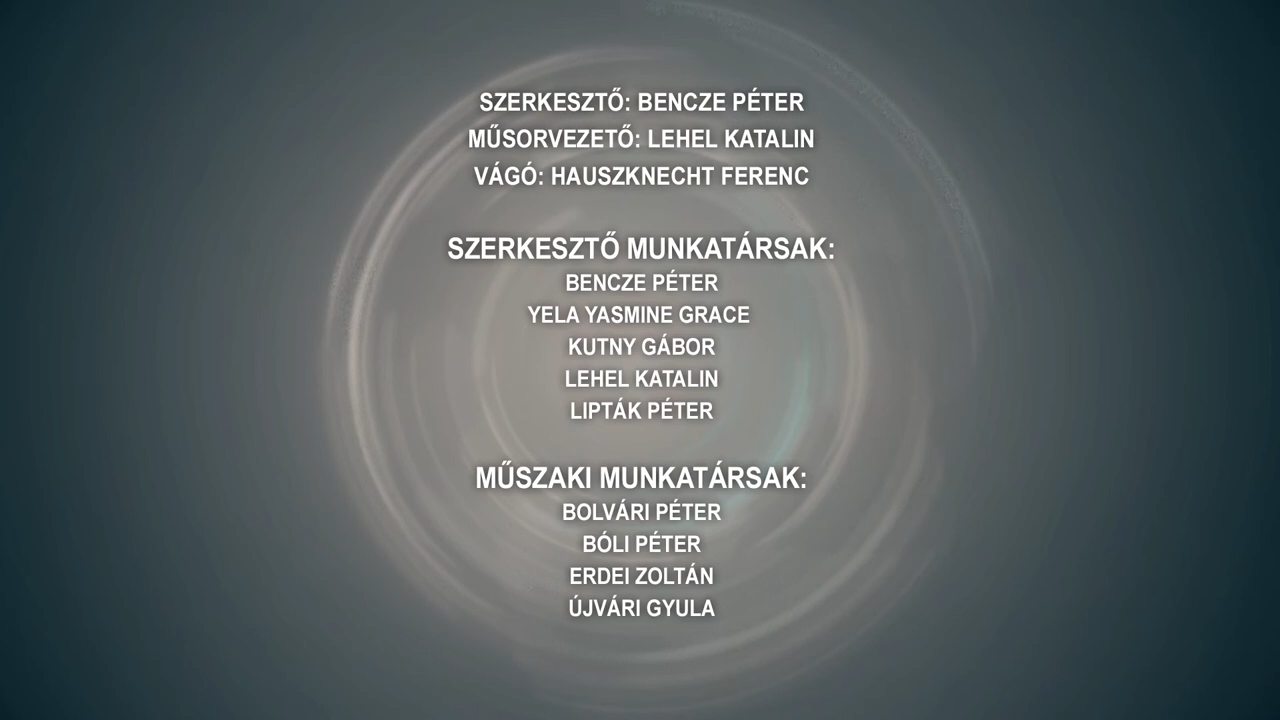 SZERKESZTŐ: BENCZE PÉTER
MŰSORVEZETŐ: LEHEL KATALIN
VÁGÓ: HAUSZKNECHT FERENC
SZERKESZTŐ MUNKATÁRSAK:
BENCZE PÉTER
YELA YASMINE GRACE
KUTNY GÁBOR
LEHEL KATALIN
LIPTÁK PÉTER
MŰSZAKI MUNKATÁRSAK:
BOLVÁRI PÉTER
BÓLI PÉTER
ERDEI ZOLTÁN
ÚJVÁRI GYULA